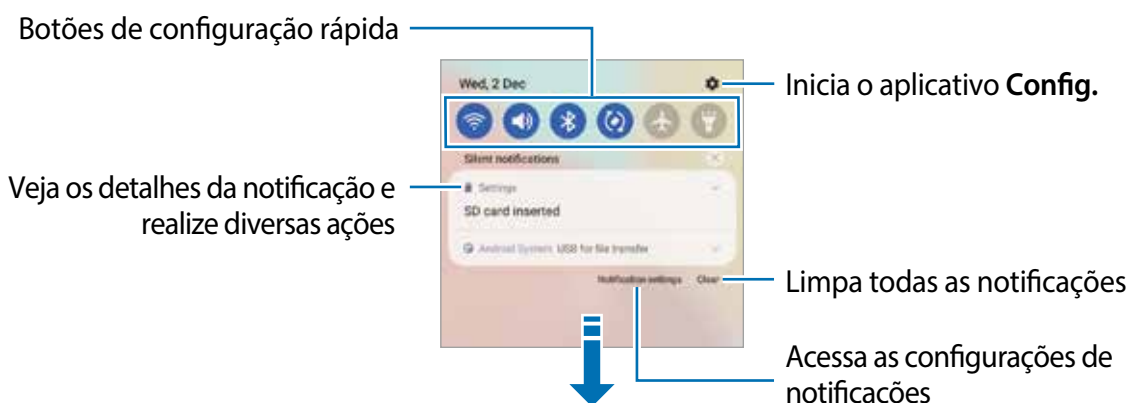 Botões de configuração rápida
Wed, 2 Dec
Inicia o aplicativo Config.
Silent notifications
Veja os detalhes da notificação e
realize diversas ações
Settings
SD card inserted
Android System USB for file transfer
Notification settings Clear
Limpa todas as notificações
Acessa as configurações de
notificações